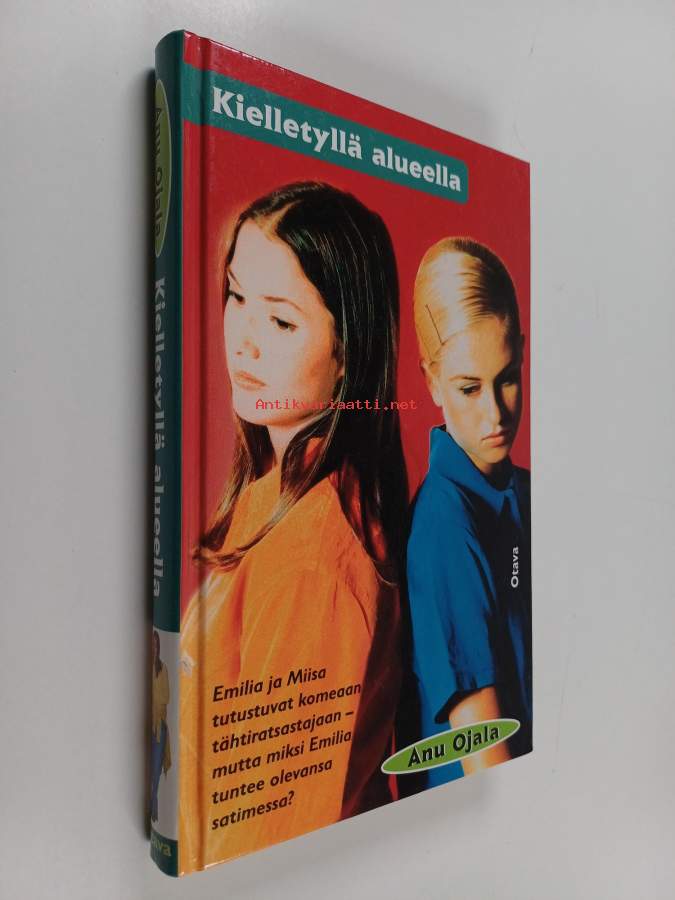 Kielletyllä alueella
Anu Ojala Kielletyllä alueella
Antikvariaatti.net
Otava
Emilia ja Miisa
tutustuvat komeaan
tähtiratsastajaan –
mutta miksi Emilia
tuntee olevansa
satimessa?
Anu Ojala